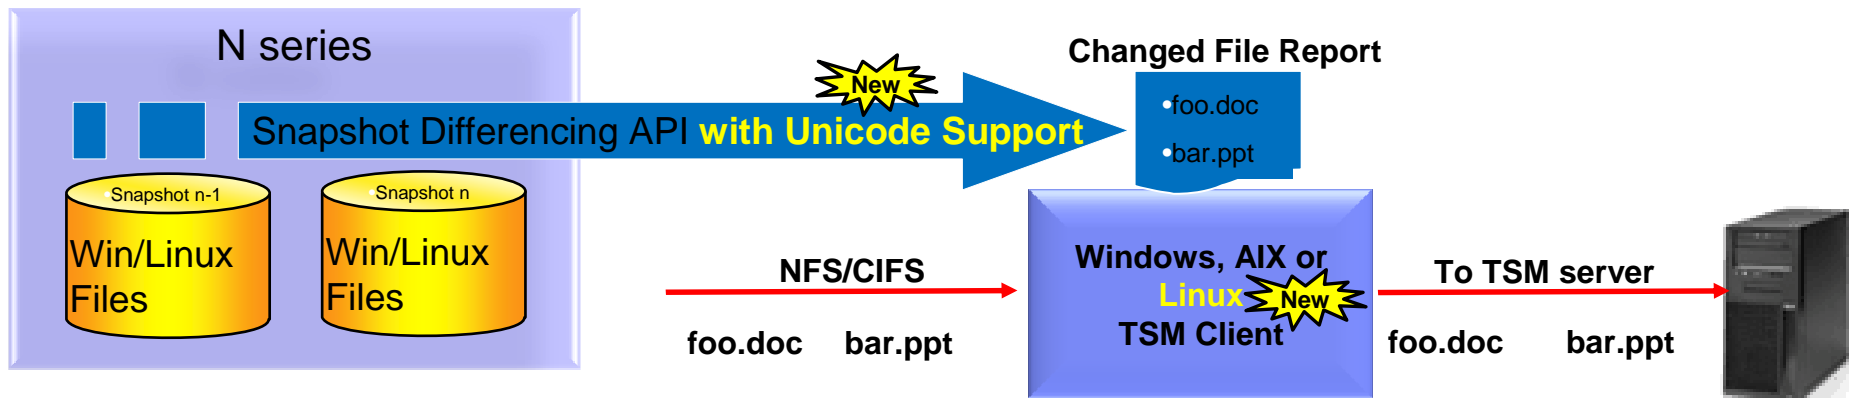 N series
New
Changed File Report
Snapshot Differencing API with Unicode Support
•foo.doc
•bar.ppt
•Snapshot n-1
•Snapshot n
Win/Linux
Files
Win/Linux
Files
NFS/CIFS
foo.doc bar.ppt
Windows, AIX or
Linux
New
TSM Client
To TSM server
foo.doc bar.ppt